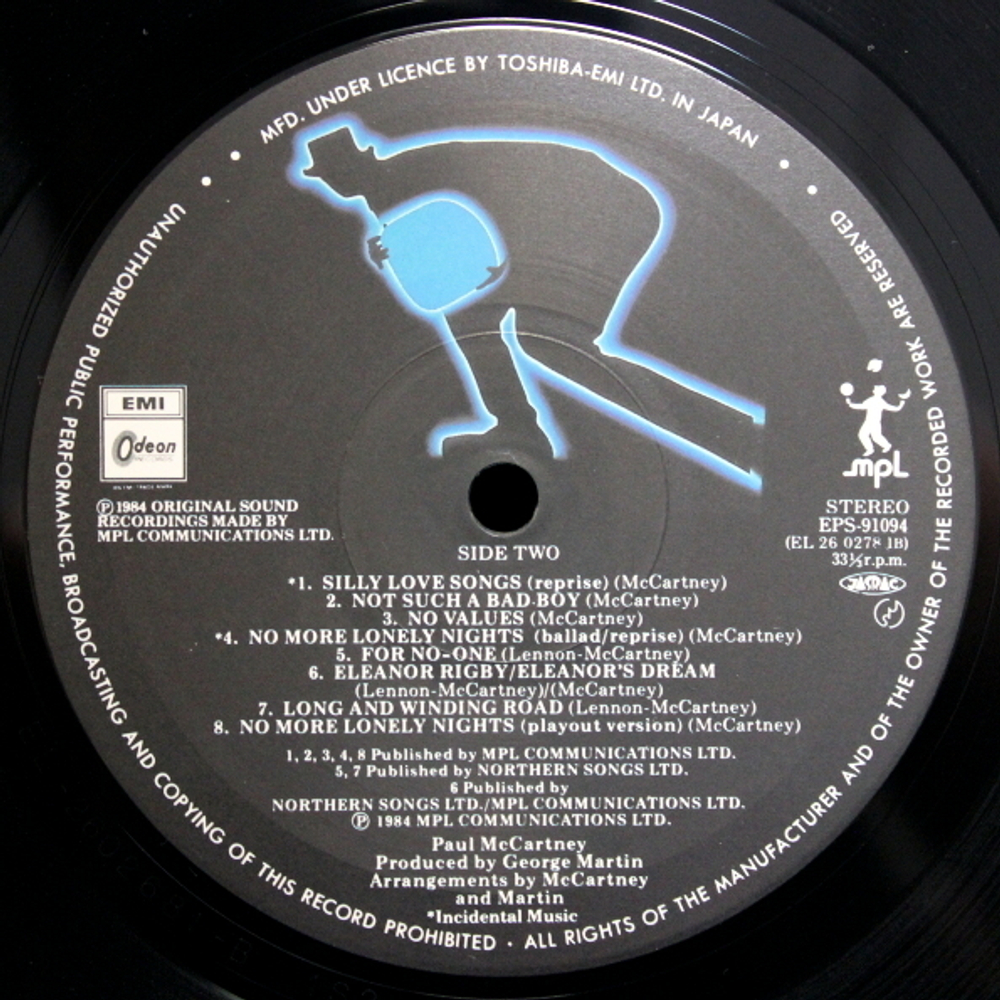 MFD. UNDER LICENCE BY TOSHIBA-EMI LTD. IN JAPAN
EMI
Odeon
℗ 1984 ORIGINAL SOUND
RECORDINGS MADE BY
MPL COMMUNICATIONS LTD.
mpL
STEREO
EPS-91094
(EL 26 0278 1B)
33⅓r.p.m.
JASRAC
SIDE TWO
*1. SILLY LOVE SONGS (reprise) (McCartney)
2. NOT SUCH A BAD BOY (McCartney)
3. NO VALUES (McCartney)
*4. NO MORE LONELY NIGHTS (ballad/reprise) (McCartney)
5. FOR NO-ONE (Lennon-McCartney)
6. ELEANOR RIGBY/ELEANOR'S DREAM
(Lennon-McCartney)/(McCartney)
7. LONG AND WINDING ROAD (Lennon-McCartney)
8. NO MORE LONELY NIGHTS (playout version) (McCartney)
1, 2, 3, 4, 8 Published by MPL COMMUNICATIONS LTD.
5, 7 Published by NORTHERN SONGS LTD.
6 Published by
NORTHERN SONGS LTD./MPL COMMUNICATIONS LTD.
℗ 1984 MPL COMMUNICATIONS LTD.
Paul McCartney
Produced by George Martin
Arrangements by McCartney
and Martin
*Incidental Music
UNAUTHORIZED PUBLIC PERFORMANCE, BROADCASTING AND COPYING OF THIS RECORD PROHIBITED · ALL RIGHTS OF THE MANUFACTURER AND OF THE OWNER OF THE RECORDED WORK ARE RESERVED